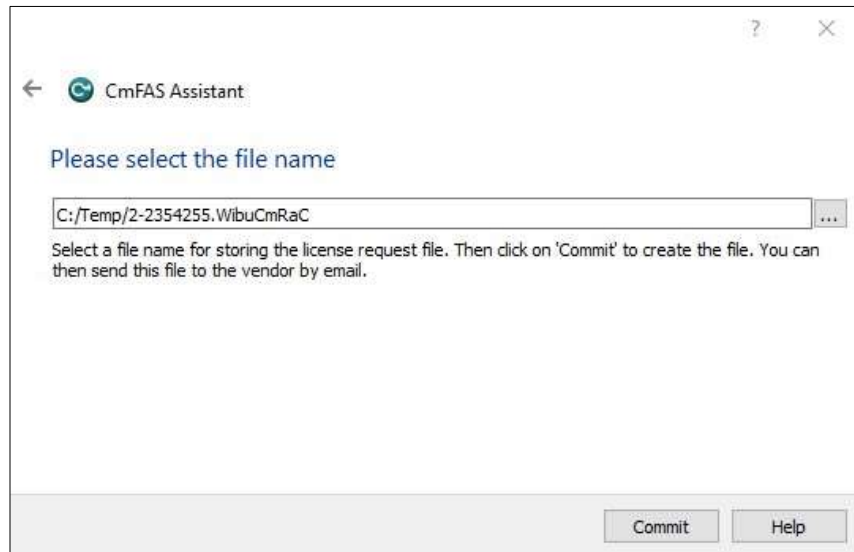 CmFAS Assistant
Please select the file name
C:/Temp/2-2354255.WibuCmRaC
...
Select a file name for storing the license request file. Then click on 'Commit' to create the file. You can
then send this file to the vendor by email.
Commit
Help